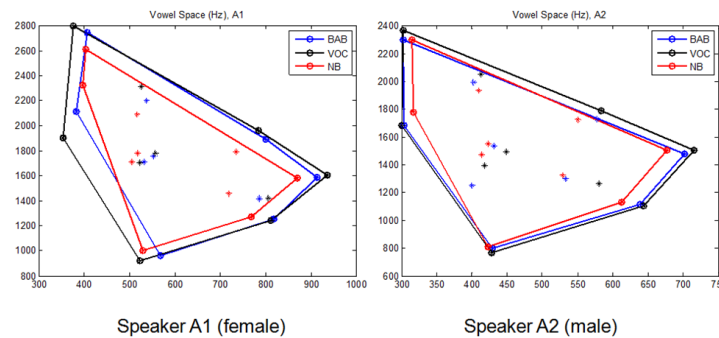 Vowel Space (Hz), A1
2800
2600
2400
2200
2000
1800
1600
1400
1200
1000
800
300 400 500 600 700 800 900 1000
BAB
VOC
NB
Vowel Space (Hz), A2
2400
2200
2000
1800
1600
1400
1200
1000
800
600
300 350 400 450 500 550 600 650 700
BAB
VOC
NB
Speaker A1 (female)
Speaker A2 (male)